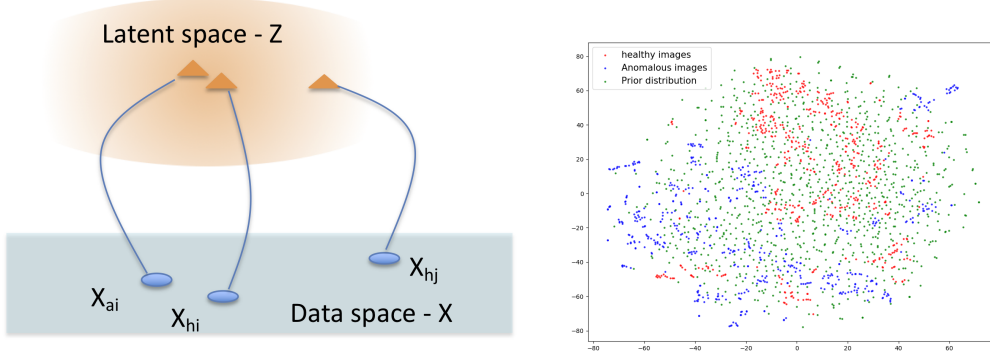 Latent space - Z
X_ai
X_hi
X_hj
Data space - X
healthy images
Anomalous images
Prior distribution
80
60
40
20
0
−20
−40
−60
−80
−80
−60
−40
−20
0
20
40
60